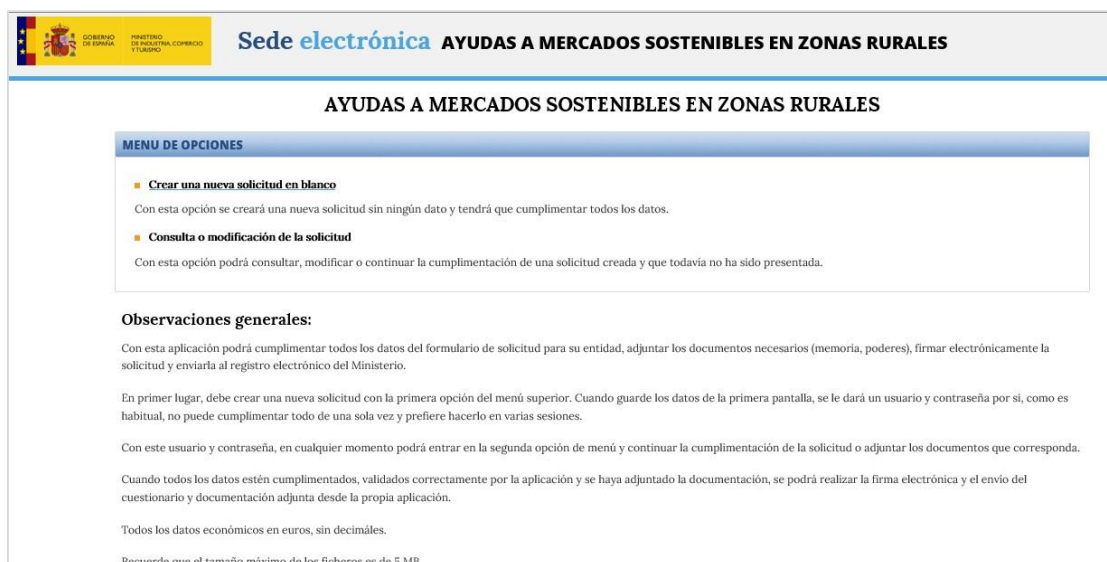 GOBIERNO
DE ESPAÑA
MINISTERIO
DE INDUSTRIA, COMERCIO
Y TURISMO
Sede electrónica AYUDAS A MERCADOS SOSTENIBLES EN ZONAS RURALES
AYUDAS A MERCADOS SOSTENIBLES EN ZONAS RURALES
MENU DE OPCIONES
Crear una nueva solicitud en blanco
Con esta opción se creará una nueva solicitud sin ningún dato y tendrá que cumplimentar todos los datos.
Consulta o modificación de la solicitud
Con esta opción podrá consultar, modificar o continuar la cumplimentación de una solicitud creada y que todavía no ha sido presentada.
Observaciones generales:
Con esta aplicación podrá cumplimentar todos los datos del formulario de solicitud para su entidad, adjuntar los documentos necesarios (memoria, poderes), firmar electrónicamente la
solicitud y enviarla al registro electrónico del Ministerio.
En primer lugar, debe crear una nueva solicitud con la primera opción del menú superior. Cuando guarde los datos de la primera pantalla, se le dará un usuario y contraseña por si, como es
habitual, no puede cumplimentar todo de una sola vez y prefiere hacerlo en varias sesiones.
Con este usuario y contraseña, en cualquier momento podrá entrar en la segunda opción de menú y continuar la cumplimentación de la solicitud o adjuntar los documentos que corresponda.
Cuando todos los datos estén cumplimentados, validados correctamente por la aplicación y se haya adjuntado la documentación, se podrá realizar la firma electrónica y el envío del
cuestionario y documentación adjunta desde la propia aplicación.
Todos los datos económicos en euros, sin decimáles.
Recuerde que el tamaño máximo de los ficheros es de 5 MB